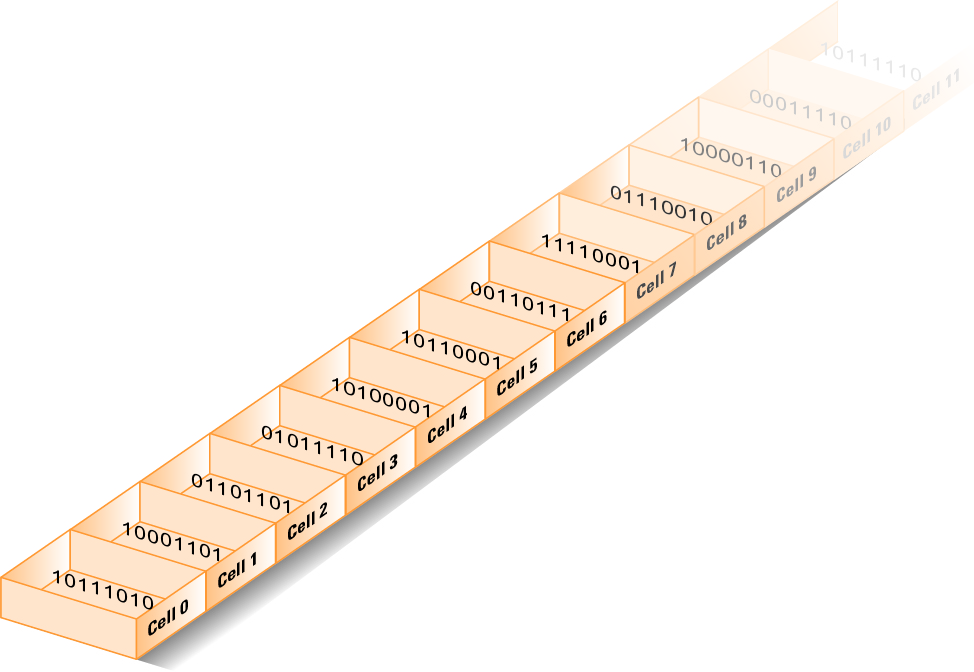 10111110
Cell 11
00011110
Cell 10
10000110
Cell 9
01110010
Cell 8
11110001
Cell 7
00110111
Cell 6
10110001
Cell 5
10100001
Cell 4
01011110
Cell 3
01101101
Cell 2
10001101
Cell 1
10111010
Cell 0